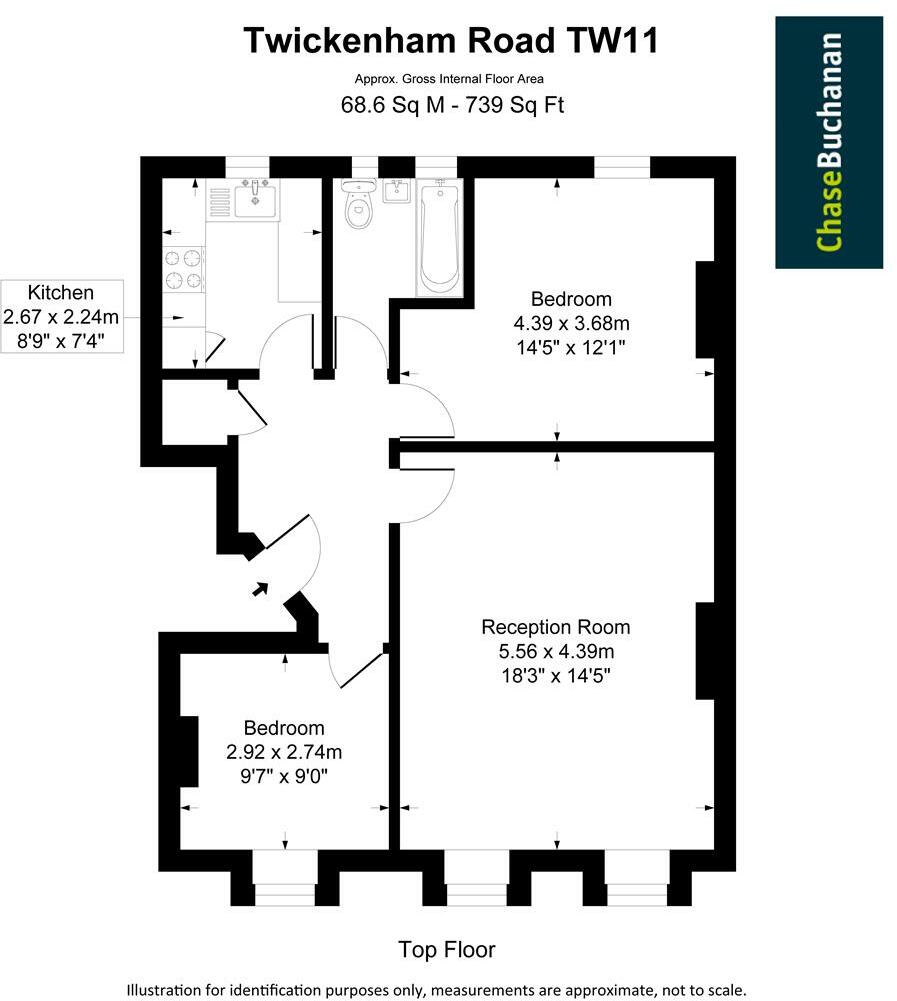 Twickenham Road TW11
Approx. Gross Internal Floor Area
68.6 Sq M - 739 Sq Ft
ChaseBuchanan
Kitchen
2.67 x 2.24m
8'9" x 7'4"
Bedroom
4.39 x 3.68m
14'5" x 12'1"
Reception Room
5.56 x 4.39m
18'3" x 14'5"
Bedroom
2.92 x 2.74m
9'7" x 9'0"
Top Floor
Illustration for identification purposes only, measurements are approximate, not to scale.